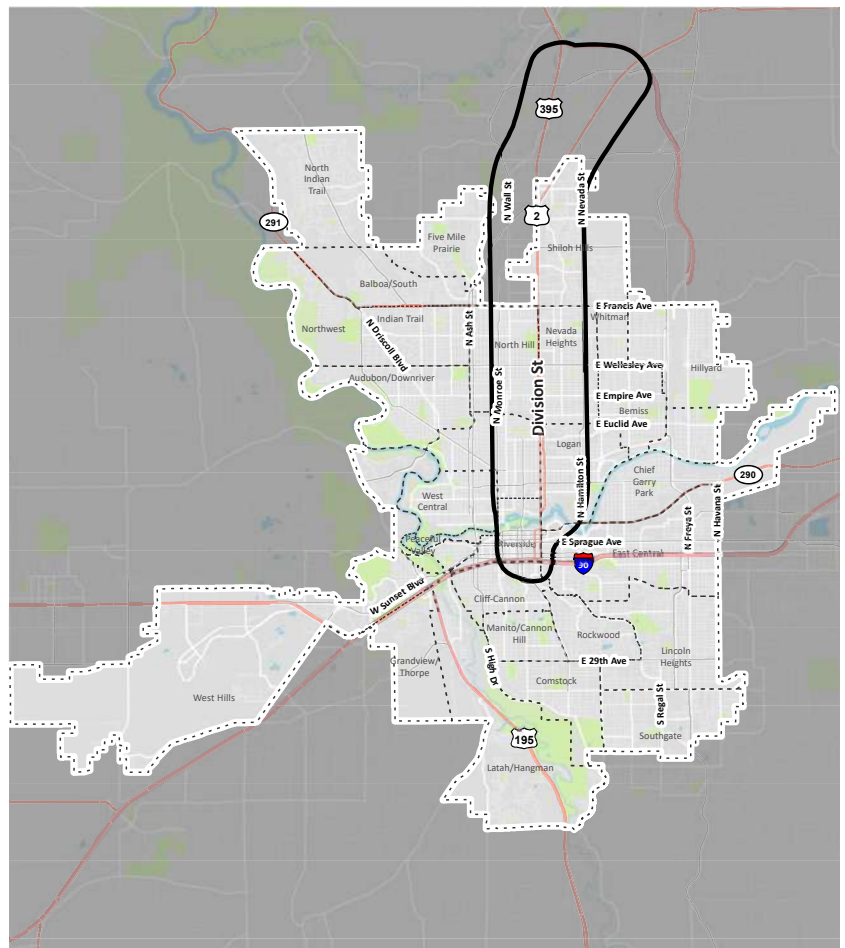 395
North
Indian
Trail
N Wall St
N Nevada St
2
291
Five Mile
Prairie
Shiloh Hills
Balboa/South
Indian Trail
E Francis Ave
Whitman
Northwest
N Driscoll Blvd
N Ash St
North Hill
Nevada
Heights
E Wellesley Ave
Hillyard
Audubon/Downriver
N Monroe St
Division St
E Empire Ave
Bemiss
E Euclid Ave
Logan
N Hamilton St
Chief
Garry
Park
290
West
Central
N Freya St
N Havana St
Peaceful
Valley
Riverside
E Sprague Ave
East Central
90
W Sunset Blvd
Cliff-Cannon
Manito/Cannon
Hill
Rockwood
Grandview/
Thorpe
S High Dr
E 29th Ave
Lincoln
Heights
Comstock
West Hills
S Regal St
195
Southgate
Latah/Hangman